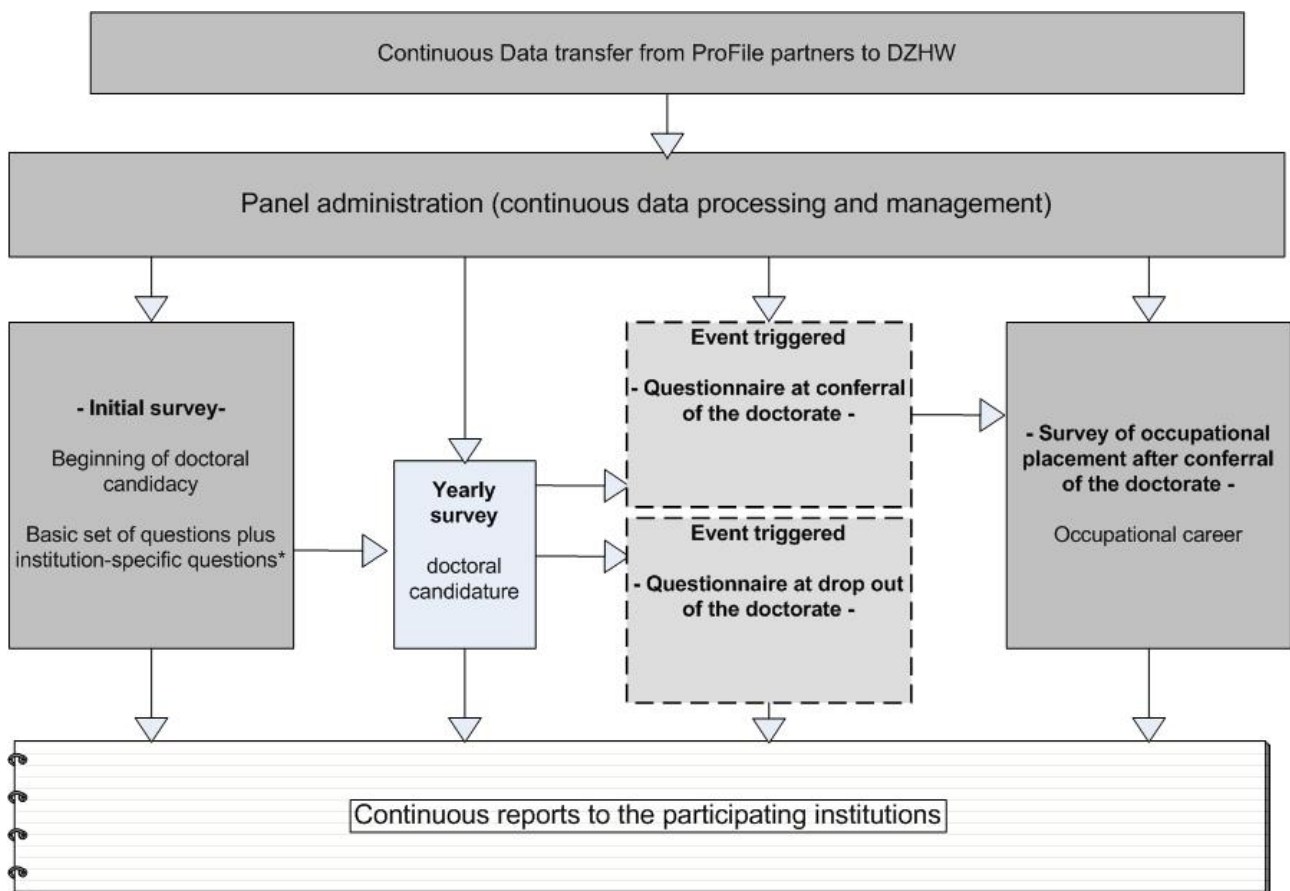 Continuous Data transfer from ProFile partners to DZHW
Panel administration (continuous data processing and management)
- Initial survey-
Beginning of doctoral
candidacy
Basic set of questions plus
institution-specific questions*
Yearly
survey
doctoral
candidature
Event triggered
- Questionnaire at conferral
of the doctorate -
Event triggered
- Questionnaire at drop out
of the doctorate -
- Survey of occupational
placement after conferral
of the doctorate -
Occupational career
Continuous reports to the participating institutions